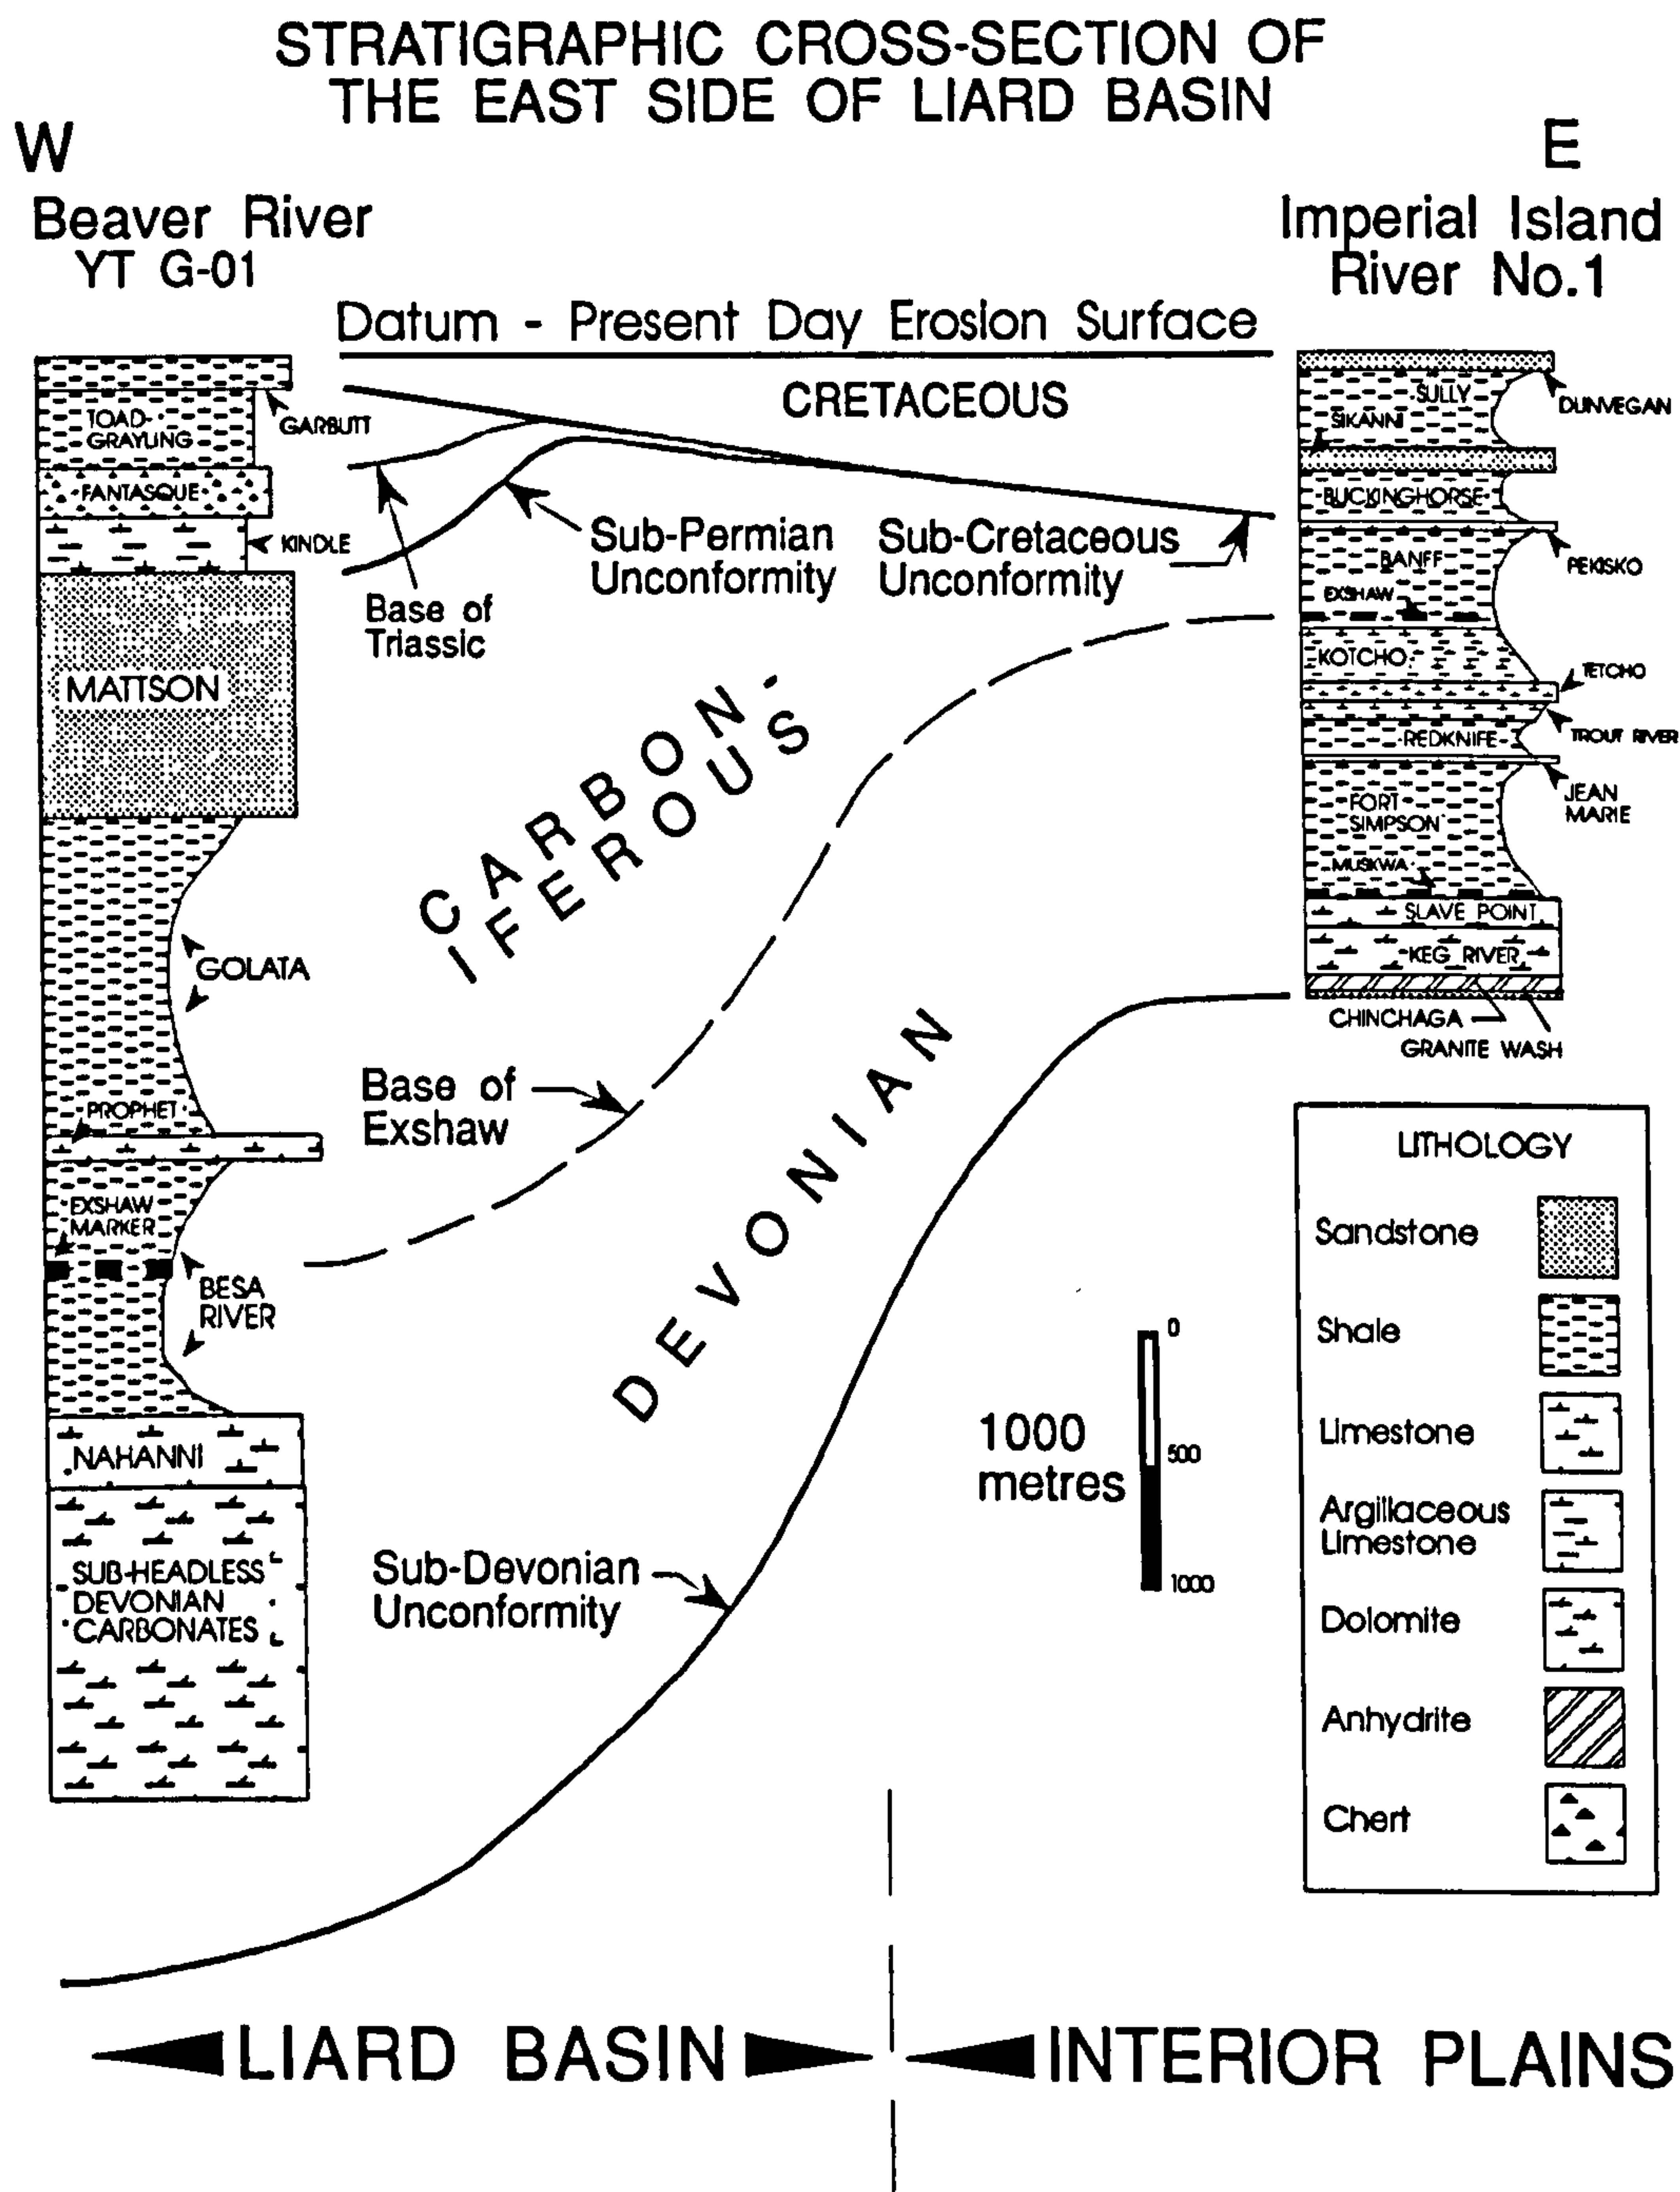 STRATIGRAPHIC CROSS-SECTION OF
THE EAST SIDE OF LIARD BASIN
W
E
Beaver River
YT G-01
Imperial Island
River No.1
Datum - Present Day Erosion Surface
CRETACEOUS
TOAD-
GRAYLING
GARBUTT
FANTASQUE
KINDLE
MATTSON
GOLATA
PROPHET
EXSHAW
MARKER
BESA
RIVER
NAHANNI
SUB-HEADLESS
DEVONIAN
CARBONATES
Base of
Triassic
Sub-Permian
Unconformity
Sub-Cretaceous
Unconformity
CARBON-
IFEROUS
Base of
Exshaw
DEVONIAN
Sub-Devonian
Unconformity
1000
metres
0
500
1000
SULLY
DUNVEGAN
SIKANNI
BUCKINGHORSE
BANFF
PEKISKO
EXSHAW
KOTCHO
TETCHO
TROUT RIVER
REDKNIFE
JEAN
MARIE
FORT
SIMPSON
MUSKWA
SLAVE POINT
KEG RIVER
CHINCHAGA
GRANITE WASH
LITHOLOGY
Sandstone
Shale
Limestone
Argillaceous
Limestone
Dolomite
Anhydrite
Chert
LIARD BASIN
INTERIOR PLAINS